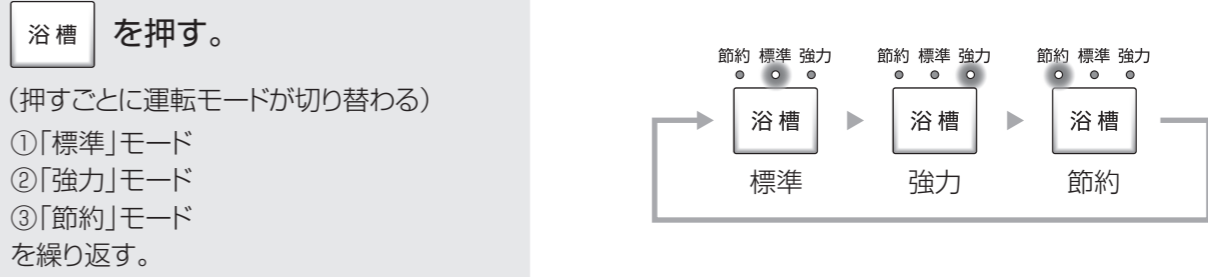 浴槽 を押す。
（押すごとに運転モードが切り替わる）
①「標準」モード
②「強力」モード
③「節約」モード
を繰り返す。
節約 標準 強力 節約 標準 強力 節約 標準 強力
浴槽 浴槽 浴槽
標準 強力 節約